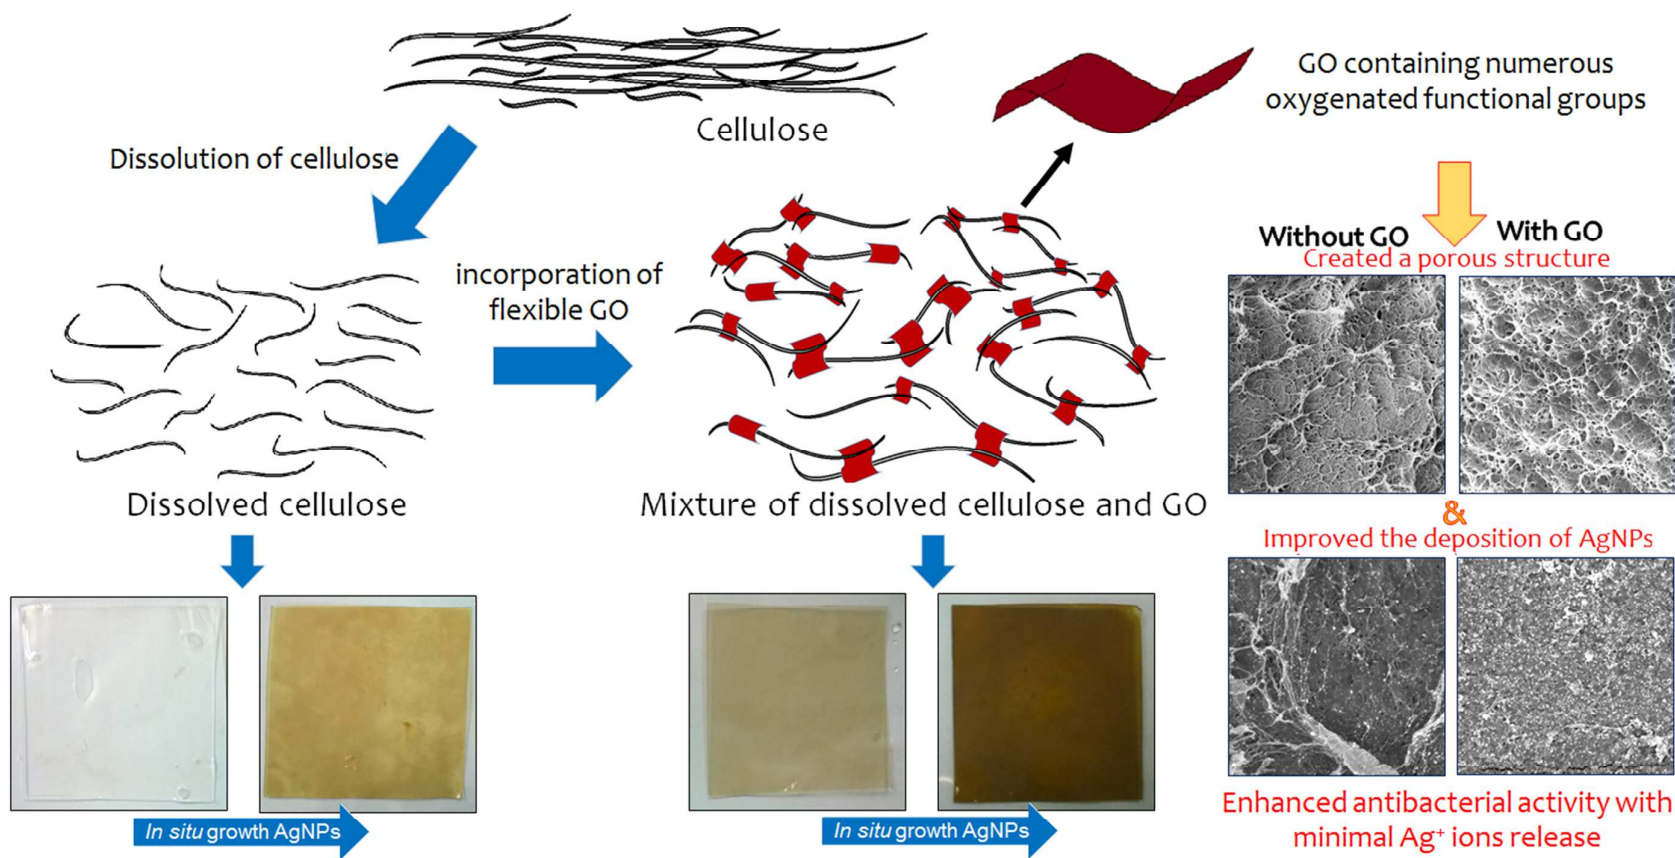 Cellulose
GO containing numerous
oxygenated functional groups
Dissolution of cellulose
incorporation of
flexible GO
Without GO
With GO
Created a porous structure
Dissolved cellulose
Mixture of dissolved cellulose and GO
&
Improved the deposition of AgNPs
In situ growth AgNPs
In situ growth AgNPs
Enhanced antibacterial activity with
minimal Ag⁺ ions release